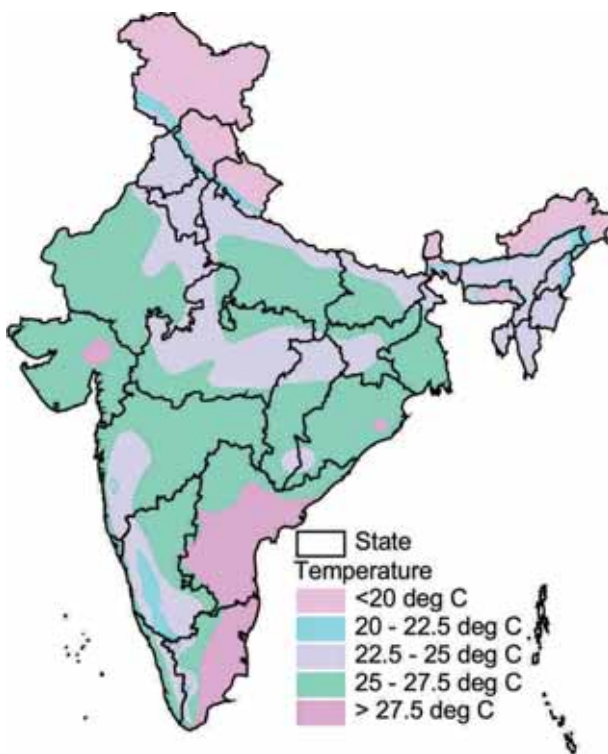 State
Temperature
<20 deg C
20 - 22.5 deg C
22.5 - 25 deg C
25 - 27.5 deg C
> 27.5 deg C